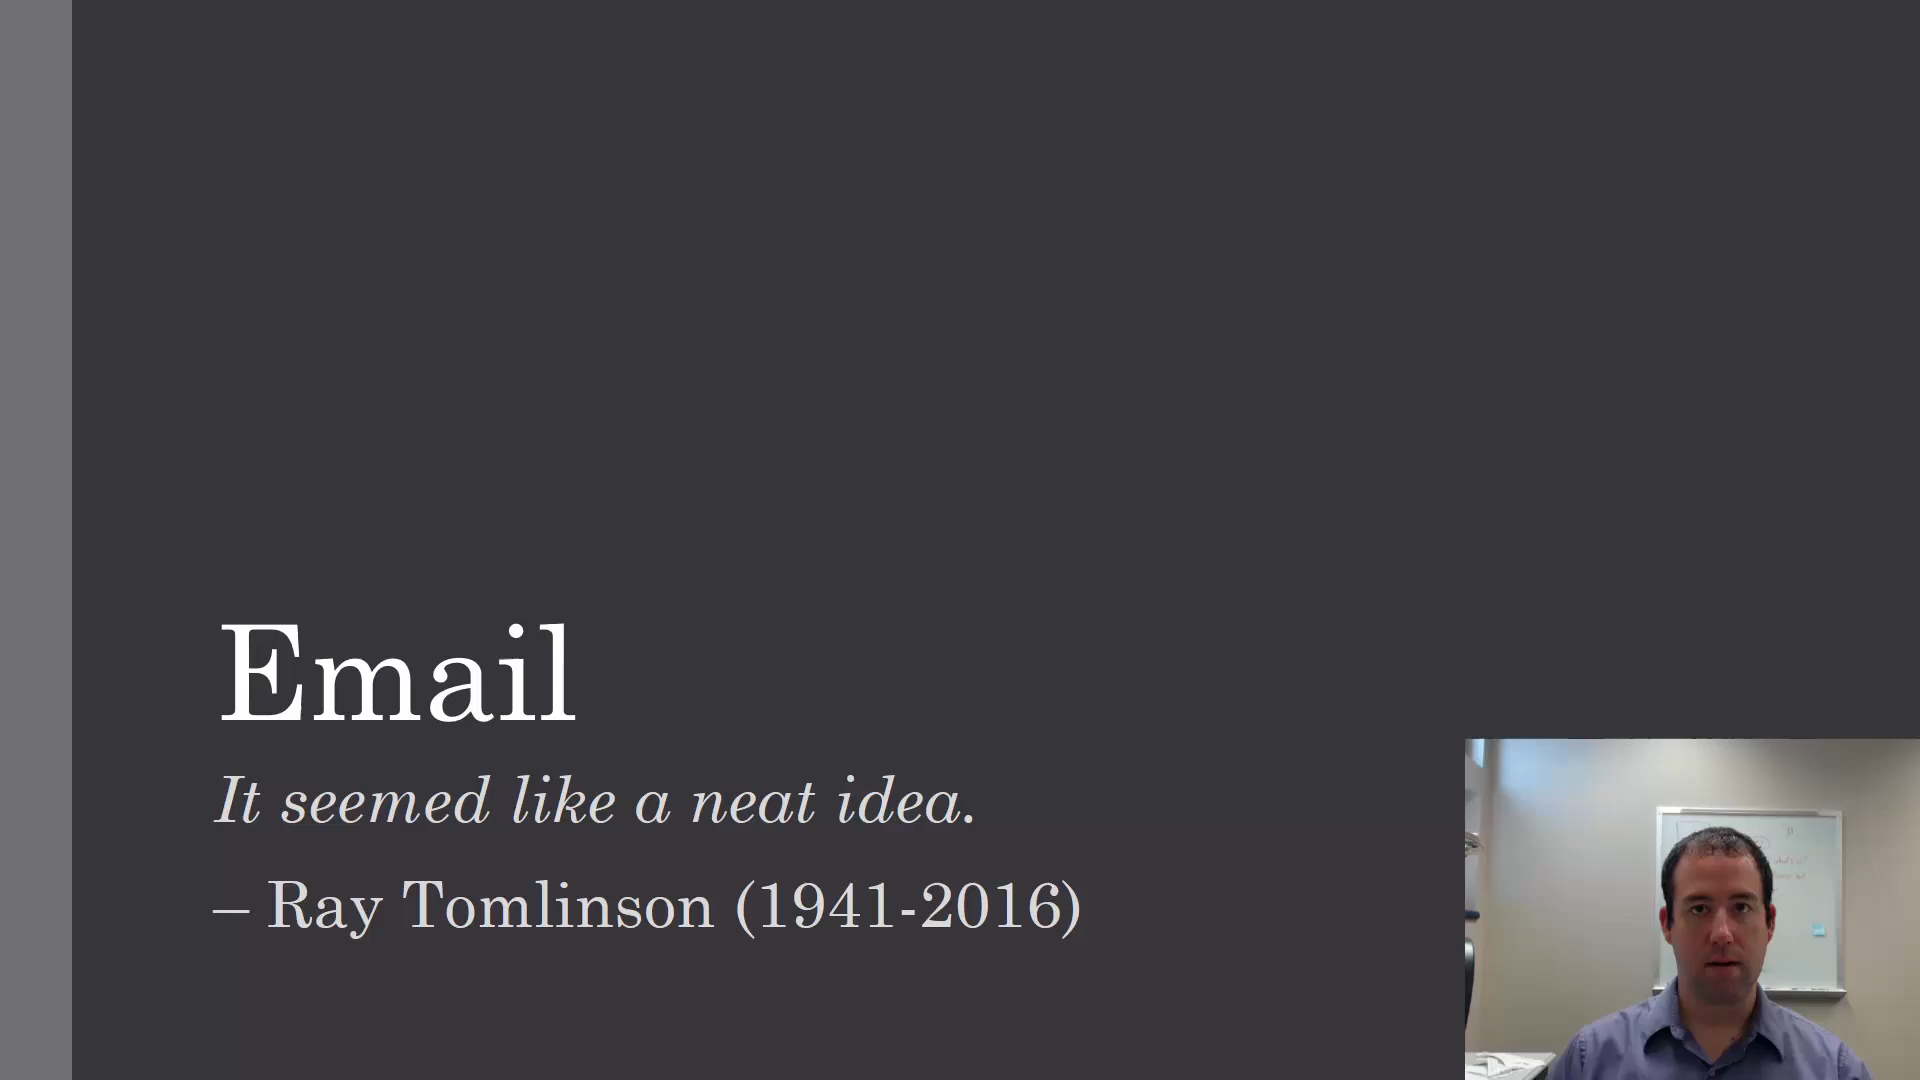 Email
It seemed like a neat idea.
– Ray Tomlinson (1941-2016)